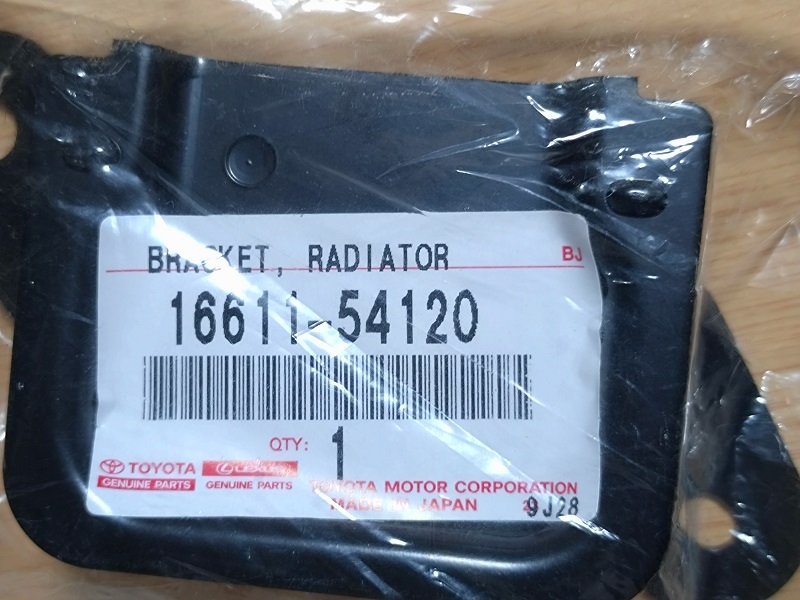 BRACKET, RADIATOR BJ
16611-54120
QTY: 1
TOYOTA LEXUS TOYOTA MOTOR CORPORATION
GENUINE PARTS GENUINE PARTS MADE IN JAPAN 9J28